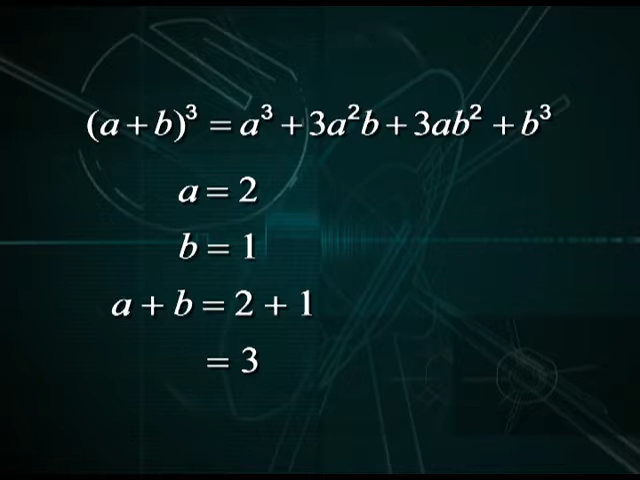 (a + b)³ = a³ + 3a²b + 3ab² + b³
a = 2
b = 1
a + b = 2 + 1
= 3